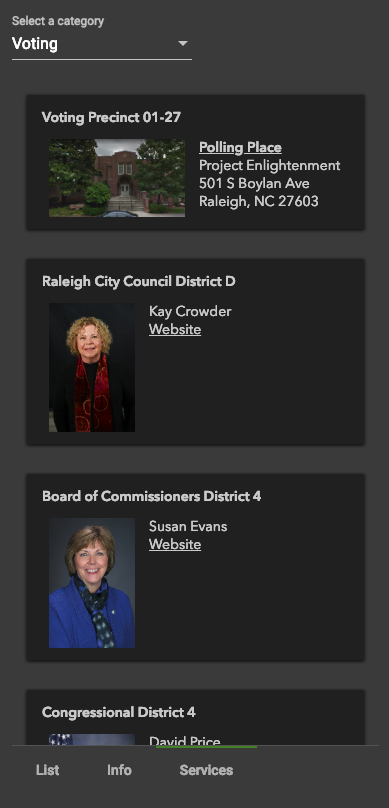 Select a category
Voting
Voting Precinct 01-27
Polling Place
Project Enlightenment
501 S Boylan Ave
Raleigh, NC 27603
Raleigh City Council District D
Kay Crowder
Website
Board of Commissioners District 4
Susan Evans
Website
Congressional District 4
David Price
List Info Services